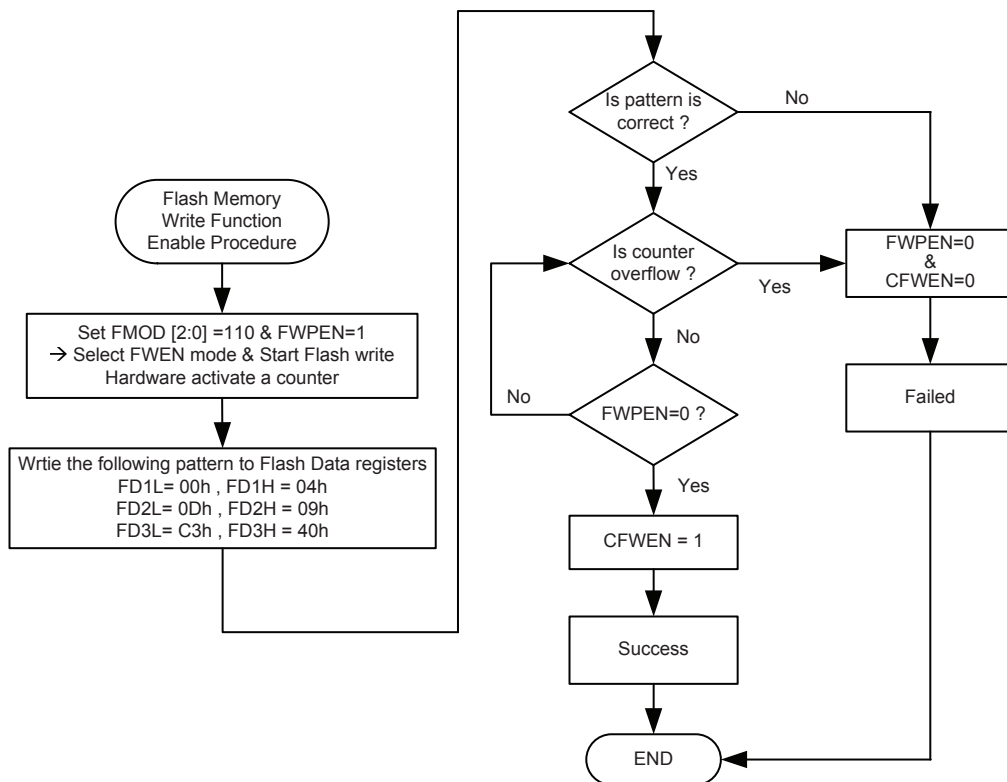 Flash Memory
Write Function
Enable Procedure
Set FMOD [2:0] =110 & FWPEN=1
→ Select FWEN mode & Start Flash write
Hardware activate a counter
Wrtie the following pattern to Flash Data registers
FD1L= 00h , FD1H = 04h
FD2L= 0Dh , FD2H = 09h
FD3L= C3h , FD3H = 40h
Is pattern is
correct ?
No
Yes
Is counter
overflow ?
Yes
No
FWPEN=0 ?
No
Yes
CFWEN = 1
Success
FWPEN=0
&
CFWEN=0
Failed
END